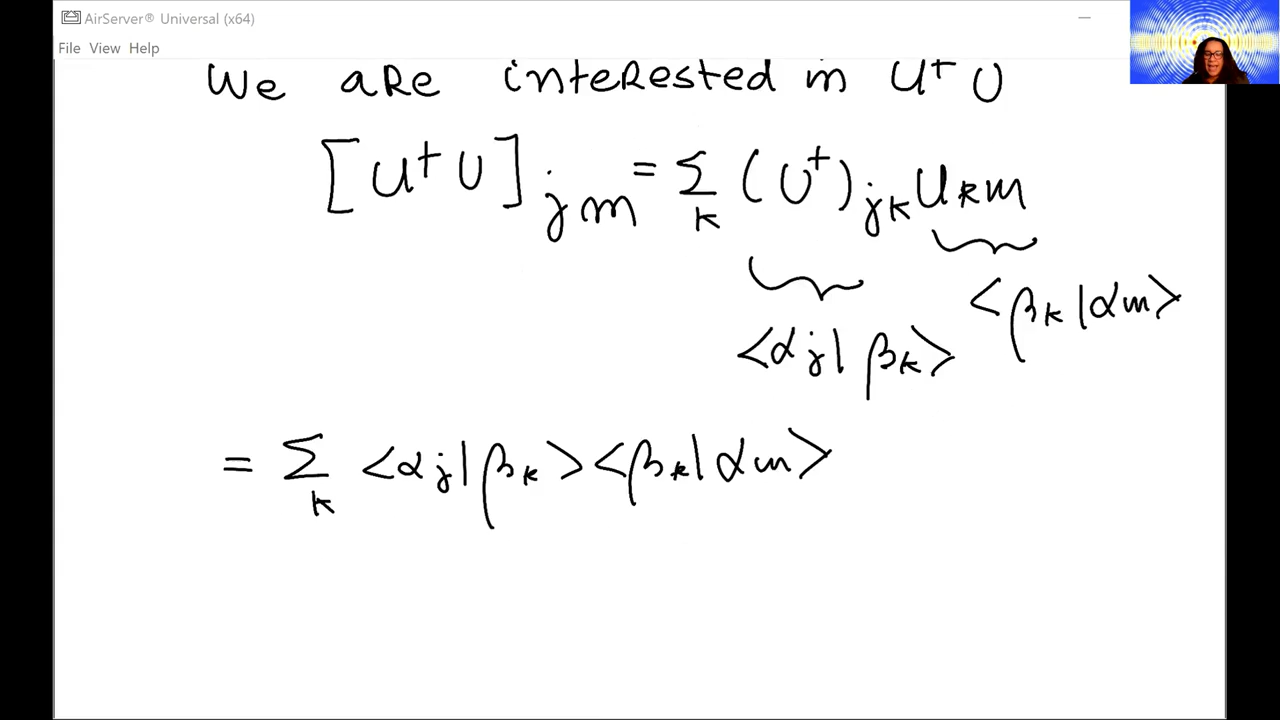 AirServer® Universal (x64)
File View Help
We are interested in U† U
[U† U]jm = Σk (U†)jk Ukm
<βk|αm>
<αj|βk>
= Σk <αj|βk><βk|αm>